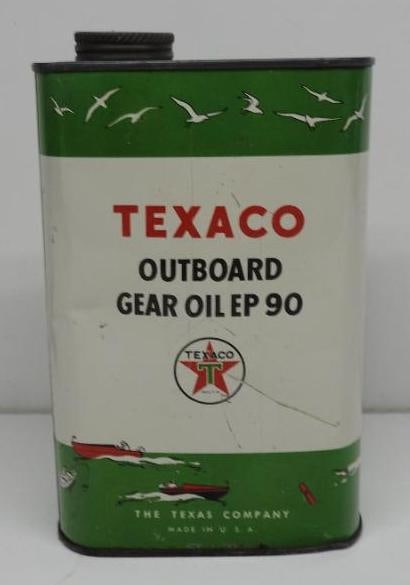 TEXACO
OUTBOARD
GEAR OIL EP 90
TEXACO
T
THE TEXAS COMPANY
MADE IN U. S. A.